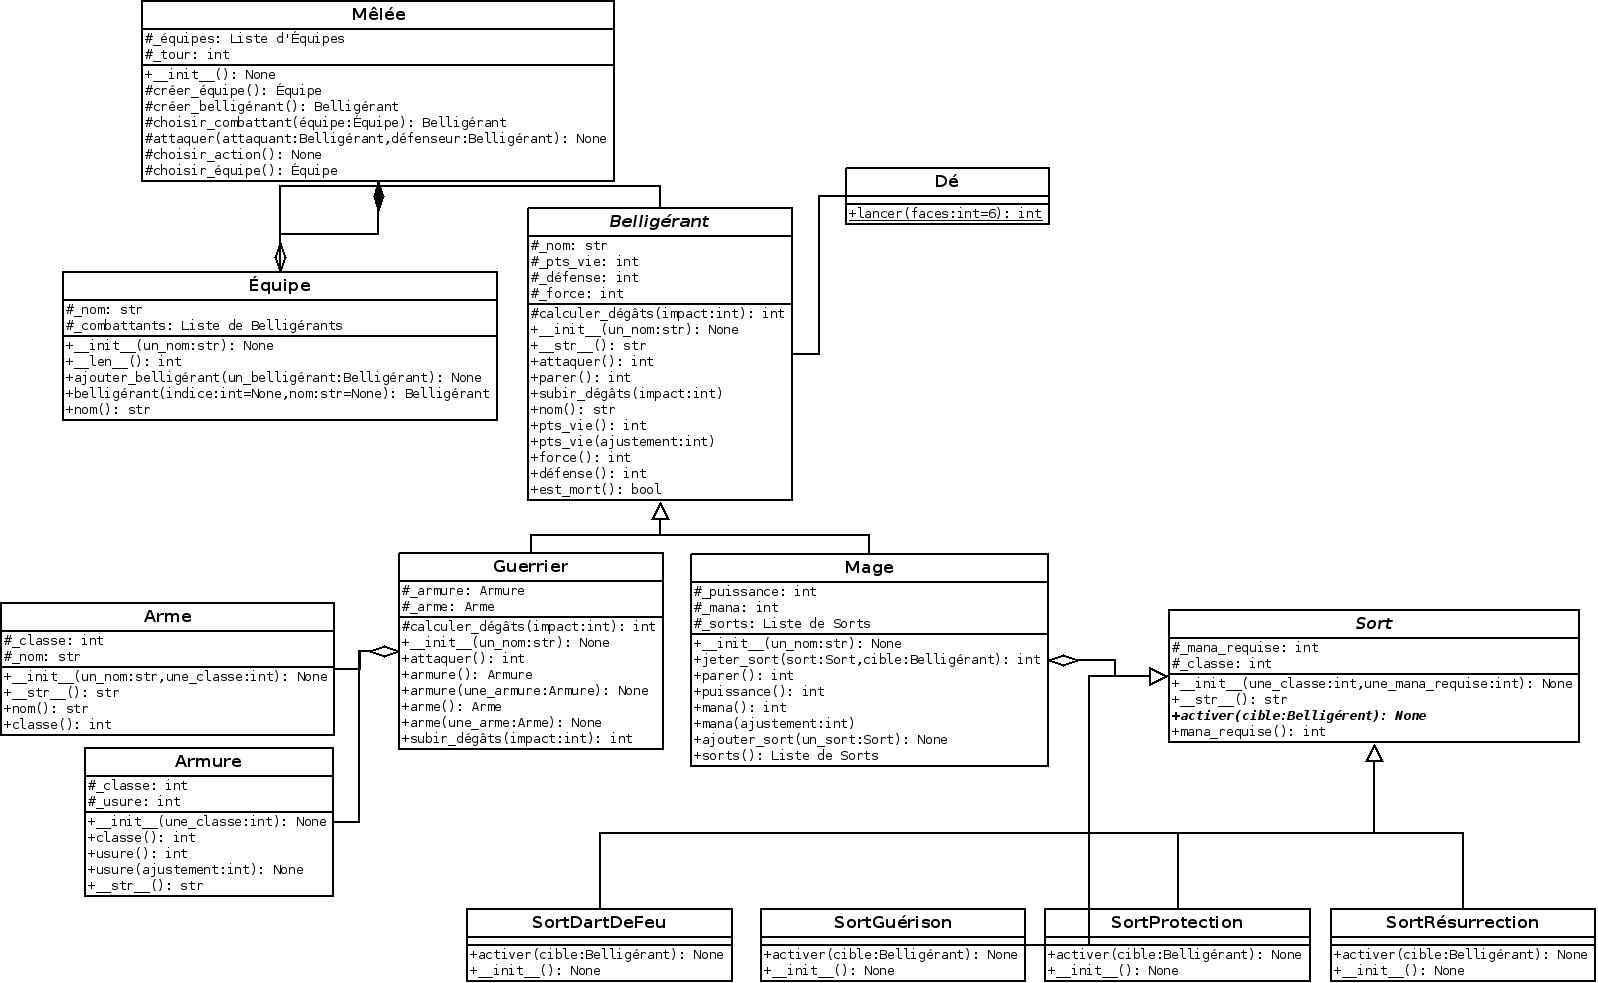 Mêlée
#_équipes: Liste d'Équipes
#_tour: int
+__init__(): None
#créer_équipe(): Équipe
#créer_belligérant(): Belligérant
#choisir_combattant(équipe:Équipe): Belligérant
#attaquer(attaquant:Belligérant,défenseur:Belligérant): None
#choisir_action(): None
#choisir_équipe(): Équipe
Dé
+lancer(faces:int=6): int
Belligérant
#_nom: str
#_pts_vie: int
#_défense: int
#_force: int
#calculer_dégâts(impact:int): int
+__init__(un_nom:str): None
+__str__(): str
+attaquer(): int
+parer(): int
+subir_dégâts(impact:int)
+nom(): str
+pts_vie(): int
+pts_vie(ajustement:int)
+force(): int
+défense(): int
+est_mort(): bool
Équipe
#_nom: str
#_combattants: Liste de Belligérants
+__init__(un_nom:str): None
+__len__(): int
+ajouter_belligérant(un_belligérant:Belligérant): None
+belligérant(indice:int=None,nom:str=None): Belligérant
+nom(): str
Guerrier
#_armure: Armure
#_arme: Arme
#calculer_dégâts(impact:int): int
+__init__(un_nom:str): None
+attaquer(): int
+armure(): Armure
+armure(une_armure:Armure): None
+arme(): Arme
+arme(une_arme:Arme): None
+subir_dégâts(impact:int): int
Mage
#_puissance: int
#_mana: int
#_sorts: Liste de Sorts
+__init__(un_nom:str): None
+jeter_sort(sort:Sort,cible:Belligérant): int
+parer(): int
+puissance(): int
+mana(): int
+mana(ajustement:int)
+ajouter_sort(un_sort:Sort): None
+sorts(): Liste de Sorts
Arme
#_classe: int
#_nom: str
+__init__(un_nom:str,une_classe:int): None
+__str__(): str
+nom(): str
+classe(): int
Sort
#_mana_requise: int
#_classe: int
+__init__(une_classe:int,une_mana_requise:int): None
+__str__(): str
+activer(cible:Belligérent): None
+mana_requise(): int
Armure
#_classe: int
#_usure: int
+__init__(une_classe:int): None
+classe(): int
+usure(): int
+usure(ajustement:int): None
+__str__(): str
SortDartDeFeu
+activer(cible:Belligérant): None
+__init__(): None
SortGuérison
+activer(cible:Belligérant): None
+__init__(): None
SortProtection
+activer(cible:Belligérant): None
+__init__(): None
SortRésurrection
+activer(cible:Belligérant): None
+__init__(): None